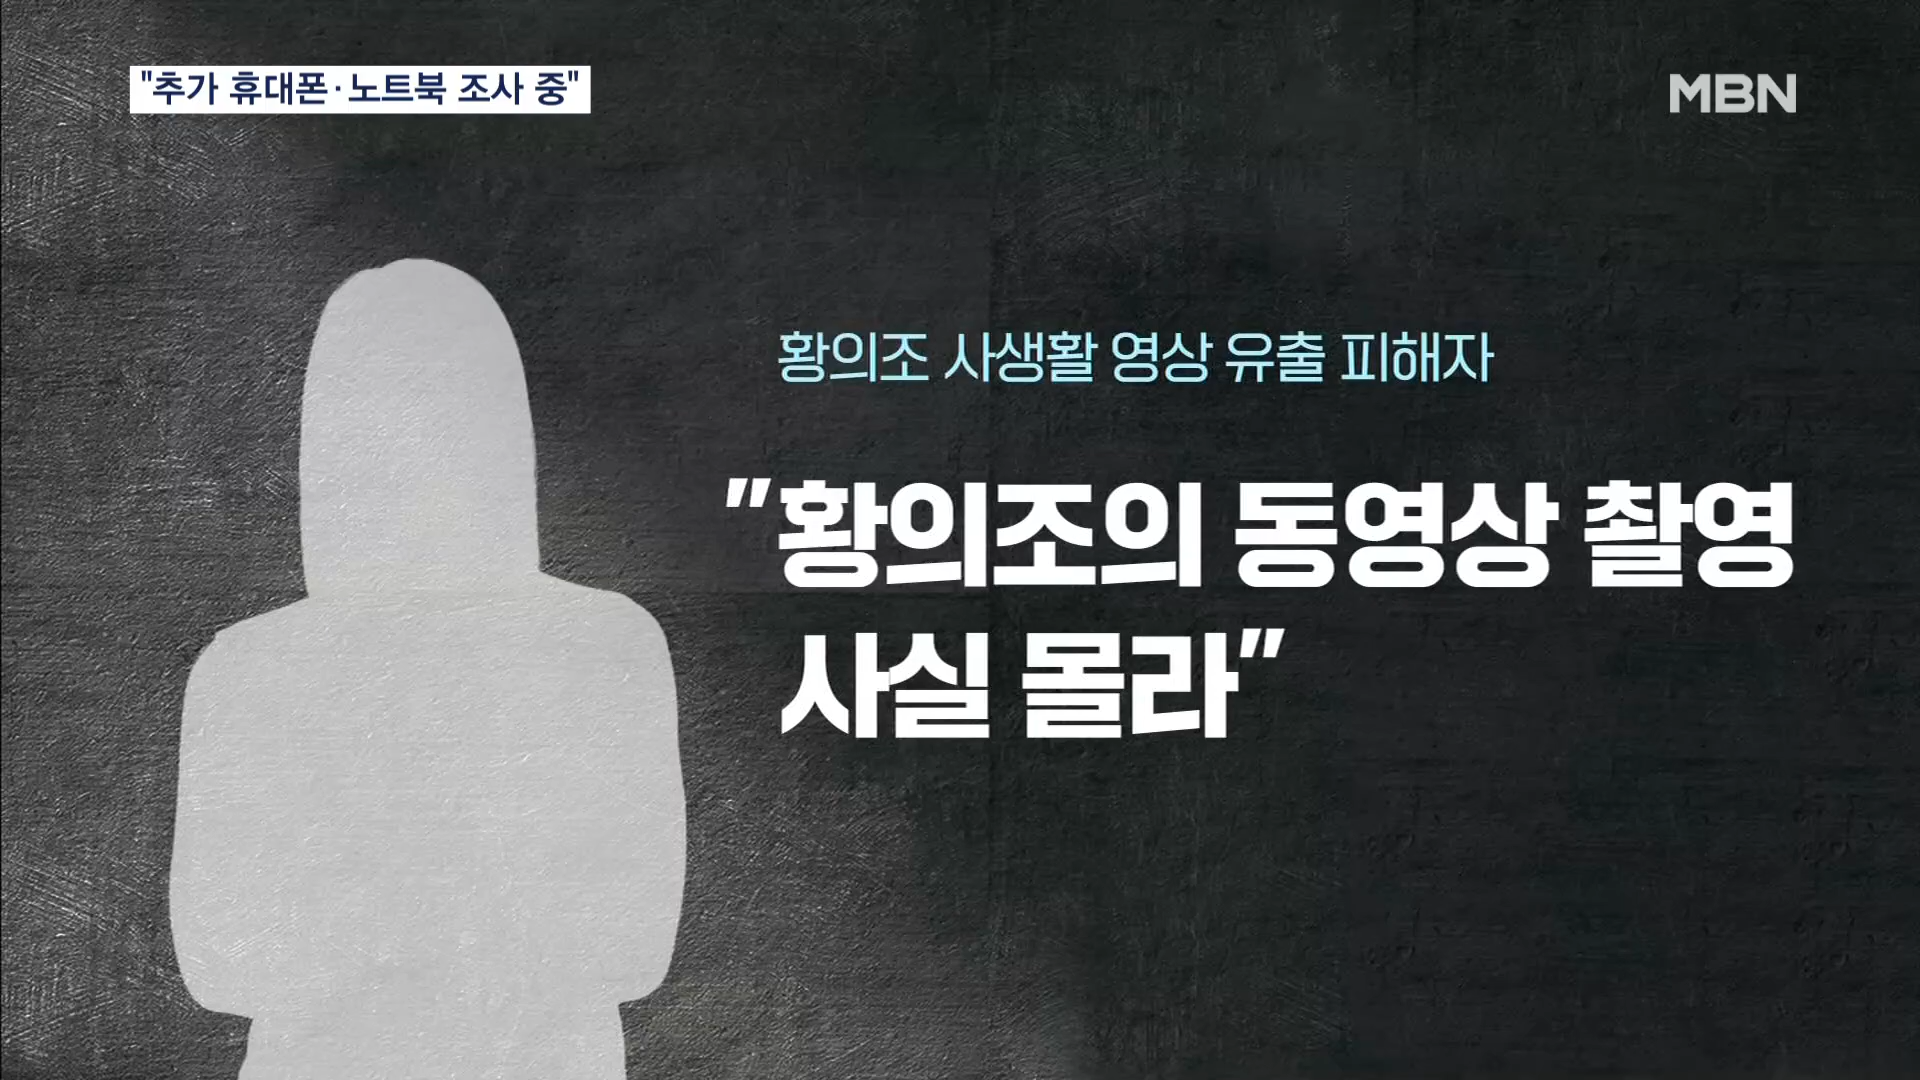 "추가 휴대폰·노트북 조사 중"
MBN
황의조 사생활 영상 유출 피해자
"황의조의 동영상 촬영
사실 몰라"